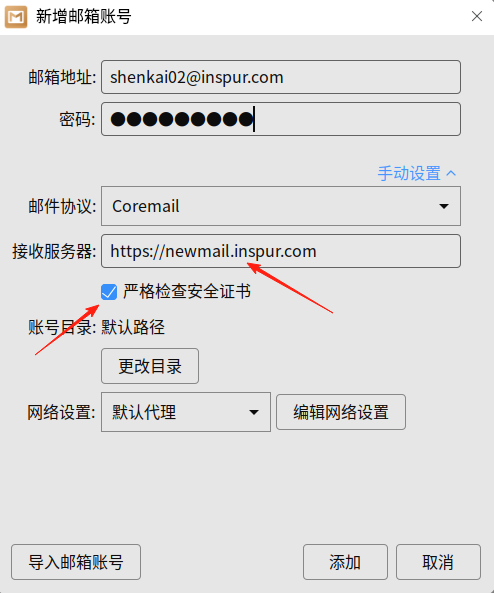 新增邮箱账号
邮箱地址: shenkai02@inspur.com
密码: ●●●●●●●●●
手动设置
邮件协议: Coremail
接收服务器: https://newmail.inspur.com
严格检查安全证书
账号目录: 默认路径
更改目录
网络设置: 默认代理 编辑网络设置
导入邮箱账号 添加 取消